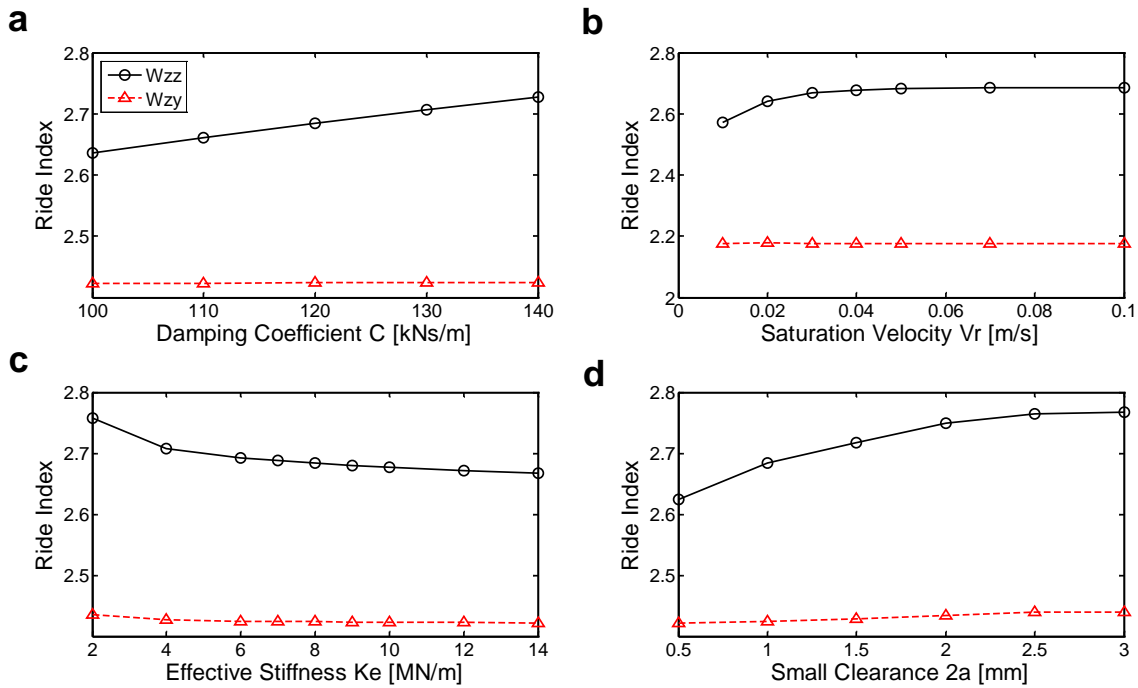 a
2.8
2.7
2.6
2.5
Ride Index
Wzz
Wzy
100 110 120 130 140
Damping Coefficient C [kNs/m]
b
2.8
2.6
2.4
2.2
2
Ride Index
0 0.02 0.04 0.06 0.08 0.1
Saturation Velocity Vr [m/s]
c
2.8
2.7
2.6
2.5
Ride Index
2 4 6 8 10 12 14
Effective Stiffness Ke [MN/m]
d
2.8
2.7
2.6
2.5
Ride Index
0.5 1 1.5 2 2.5 3
Small Clearance 2a [mm]